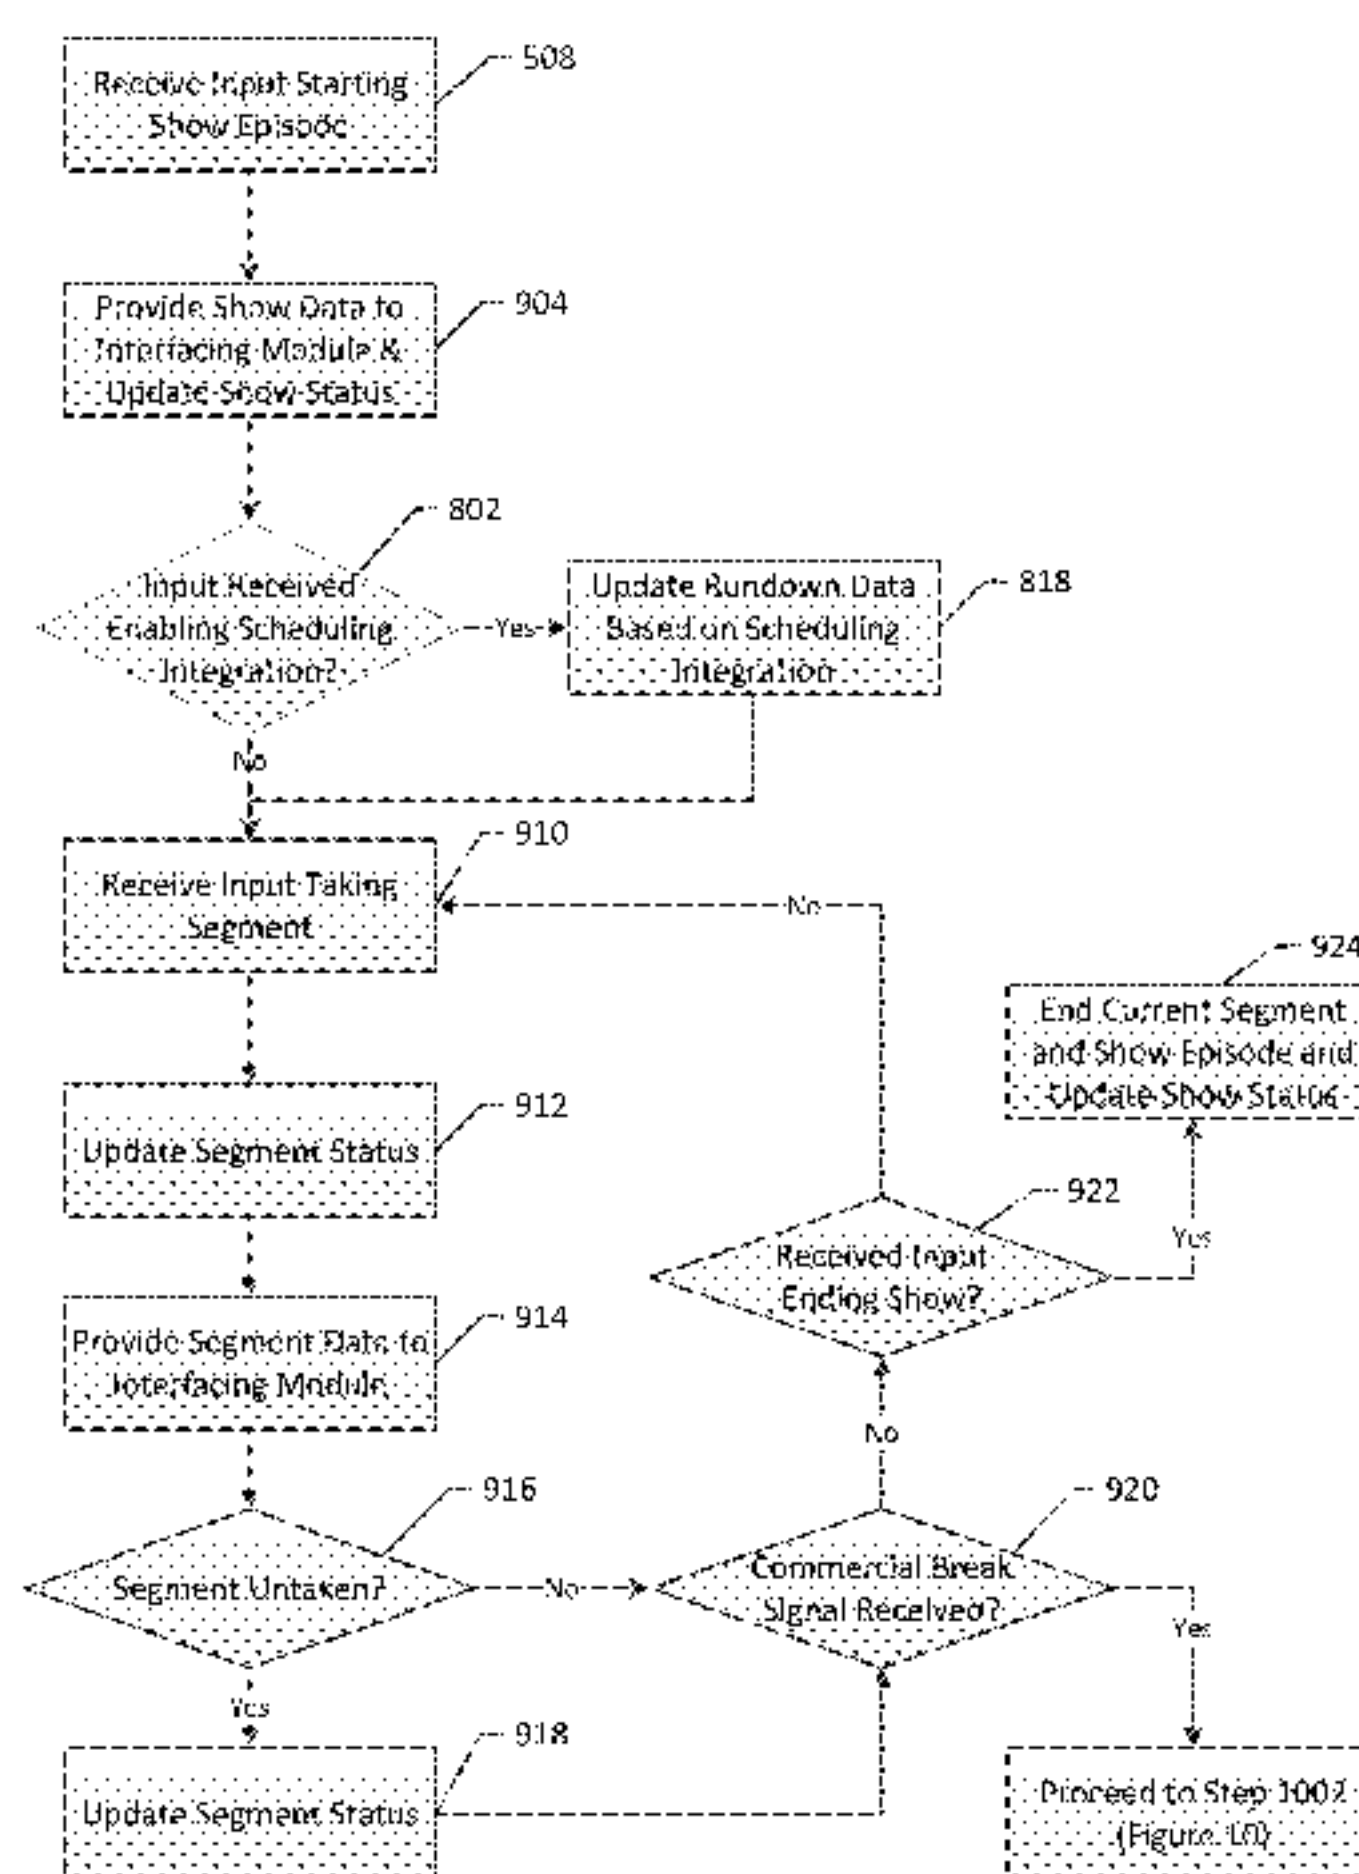 508
Receive Input Starting
Show Episode
904
Provide Show Data to
Interfacing Module &
Update Show Status
802
Input Received
Enabling Scheduling
Integration?
Yes
818
Update Rundown Data
Based on Scheduling
Integration
No
910
Receive Input Taking
Segment
No
924
End Current Segment
and Show Episode and
Update Show Status
912
Update Segment Status
922
Received Input
Ending Show?
Yes
914
Provide Segment Data to
Interfacing Module
No
916
Segment Untaken?
No
920
Commercial Break
Signal Received?
Yes
Yes
918
Update Segment Status
Proceed to Step 1002
(Figure 10)